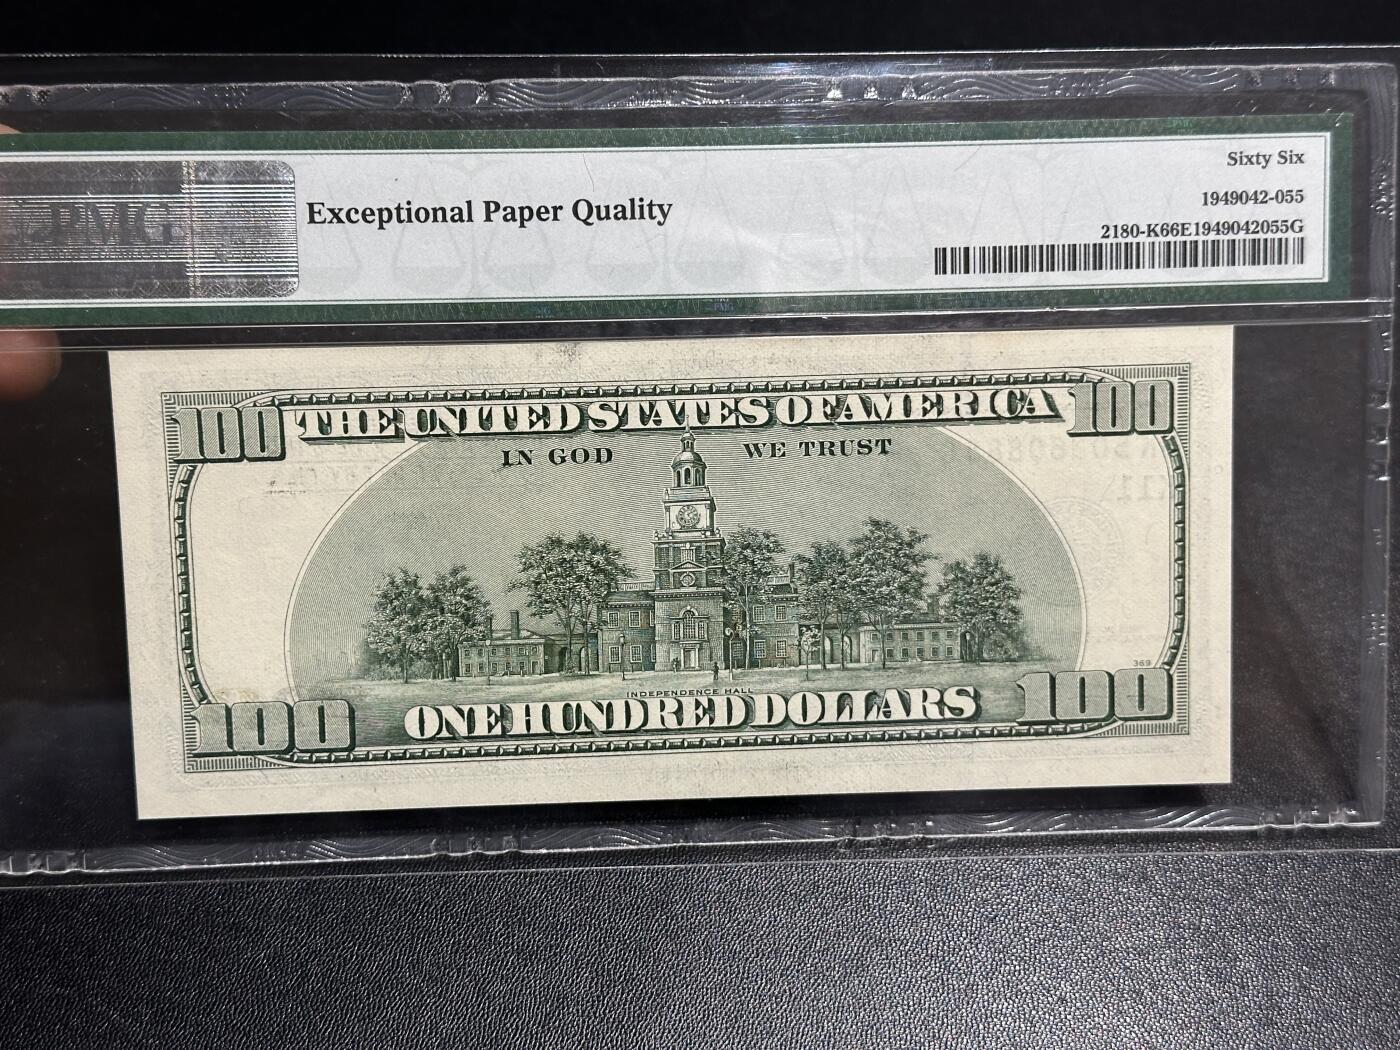 Sixty Six
PMG
Exceptional Paper Quality
1949042-055
2180-K66E1949042055G
100 THE UNITED STATES OF AMERICA 100
IN GOD WE TRUST
369
INDEPENDENCE HALL
100 ONE HUNDRED DOLLARS 100